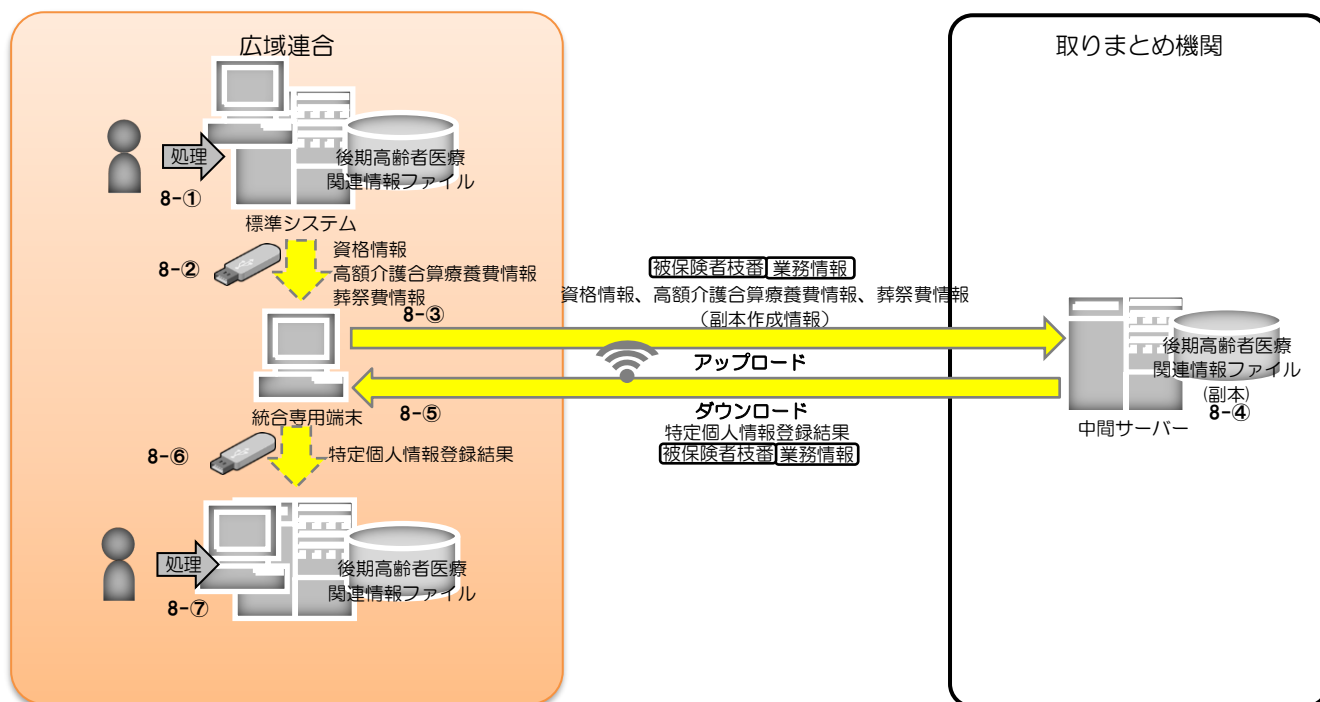 広域連合
取りまとめ機関
処理
8-①
後期高齢者医療
関連情報ファイル
標準システム
8-②
資格情報
高額介護合算療養費情報
葬祭費情報
8-③
被保険者枝番 業務情報
資格情報、高額介護合算療養費情報、葬祭費情報
（副本作成情報）
アップロード
後期高齢者医療
関連情報ファイル
(副本)
8-④
中間サーバー
統合専用端末
8-⑤
ダウンロード
特定個人情報登録結果
被保険者枝番 業務情報
8-⑥
特定個人情報登録結果
処理
8-⑦
後期高齢者医療
関連情報ファイル